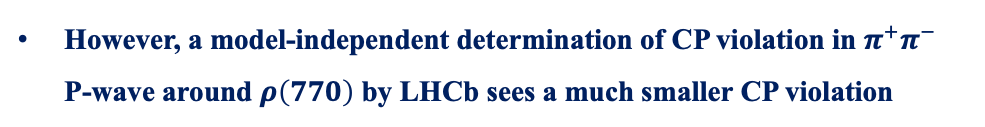 • However, a model-independent determination of CP violation in π⁺π⁻
P-wave around ρ(770) by LHCb sees a much smaller CP violation